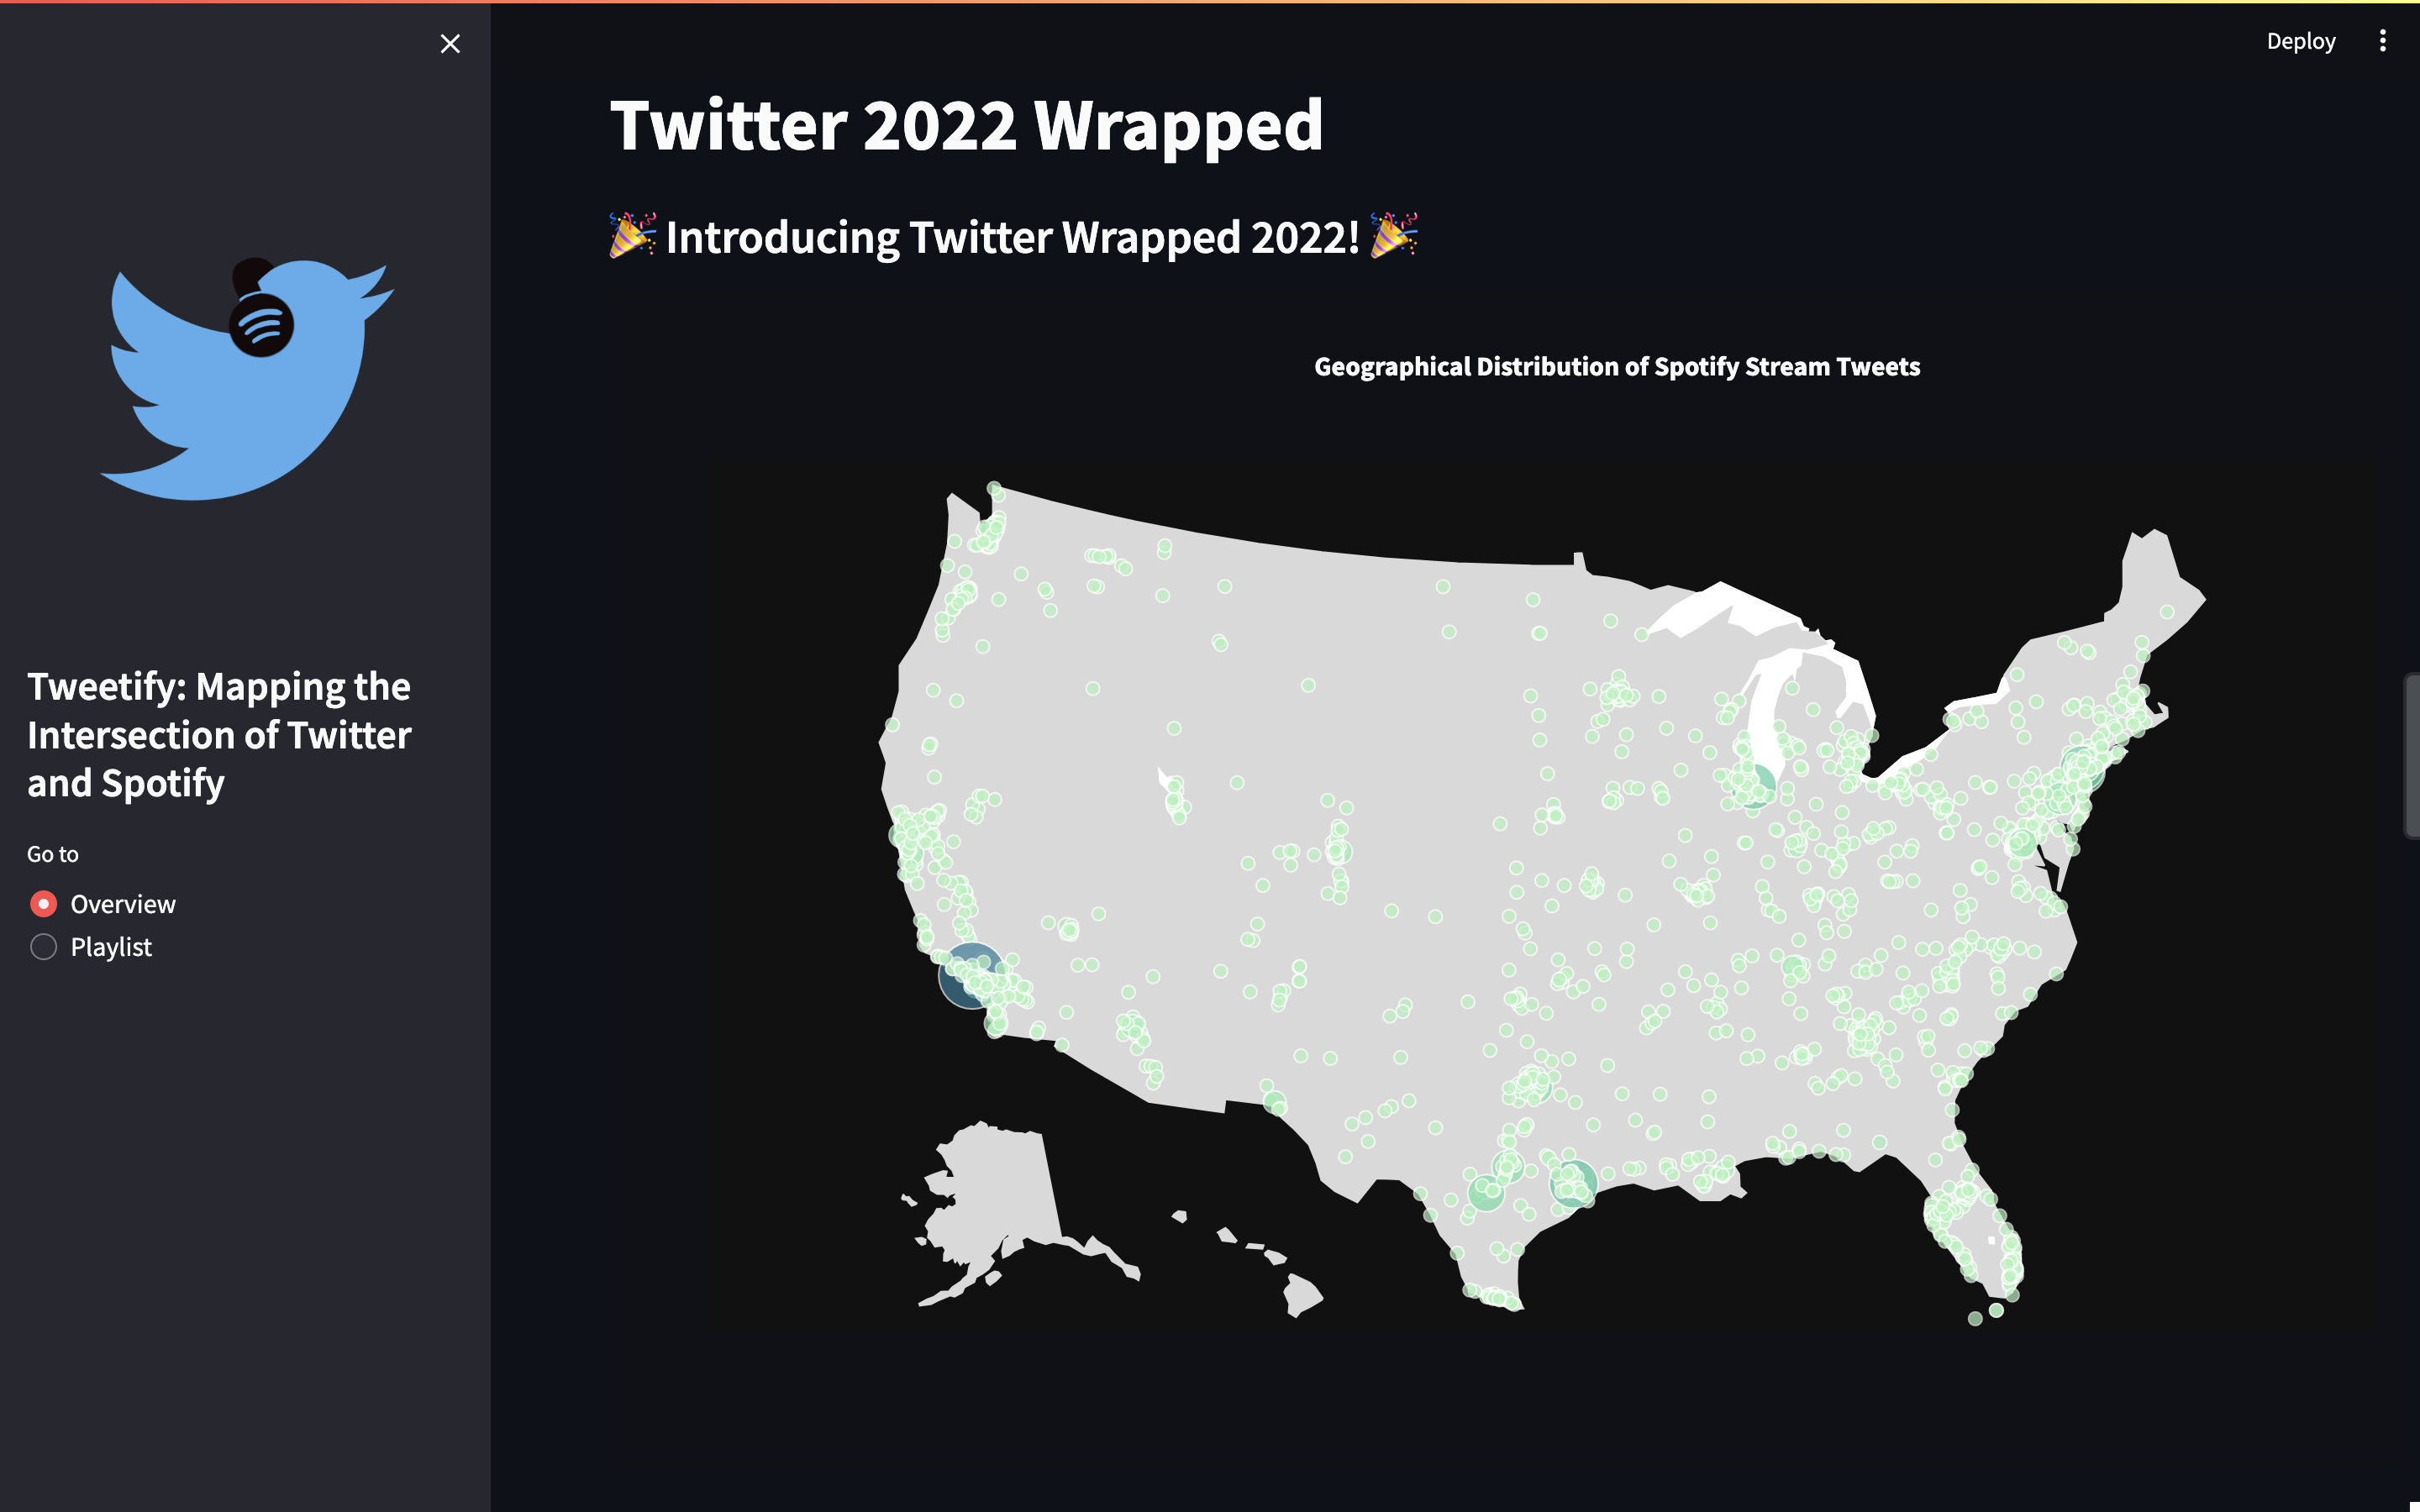 Deploy
Twitter 2022 Wrapped
🎉 Introducing Twitter Wrapped 2022! 🎉
Geographical Distribution of Spotify Stream Tweets
Tweetify: Mapping the
Intersection of Twitter
and Spotify
Go to
Overview
Playlist